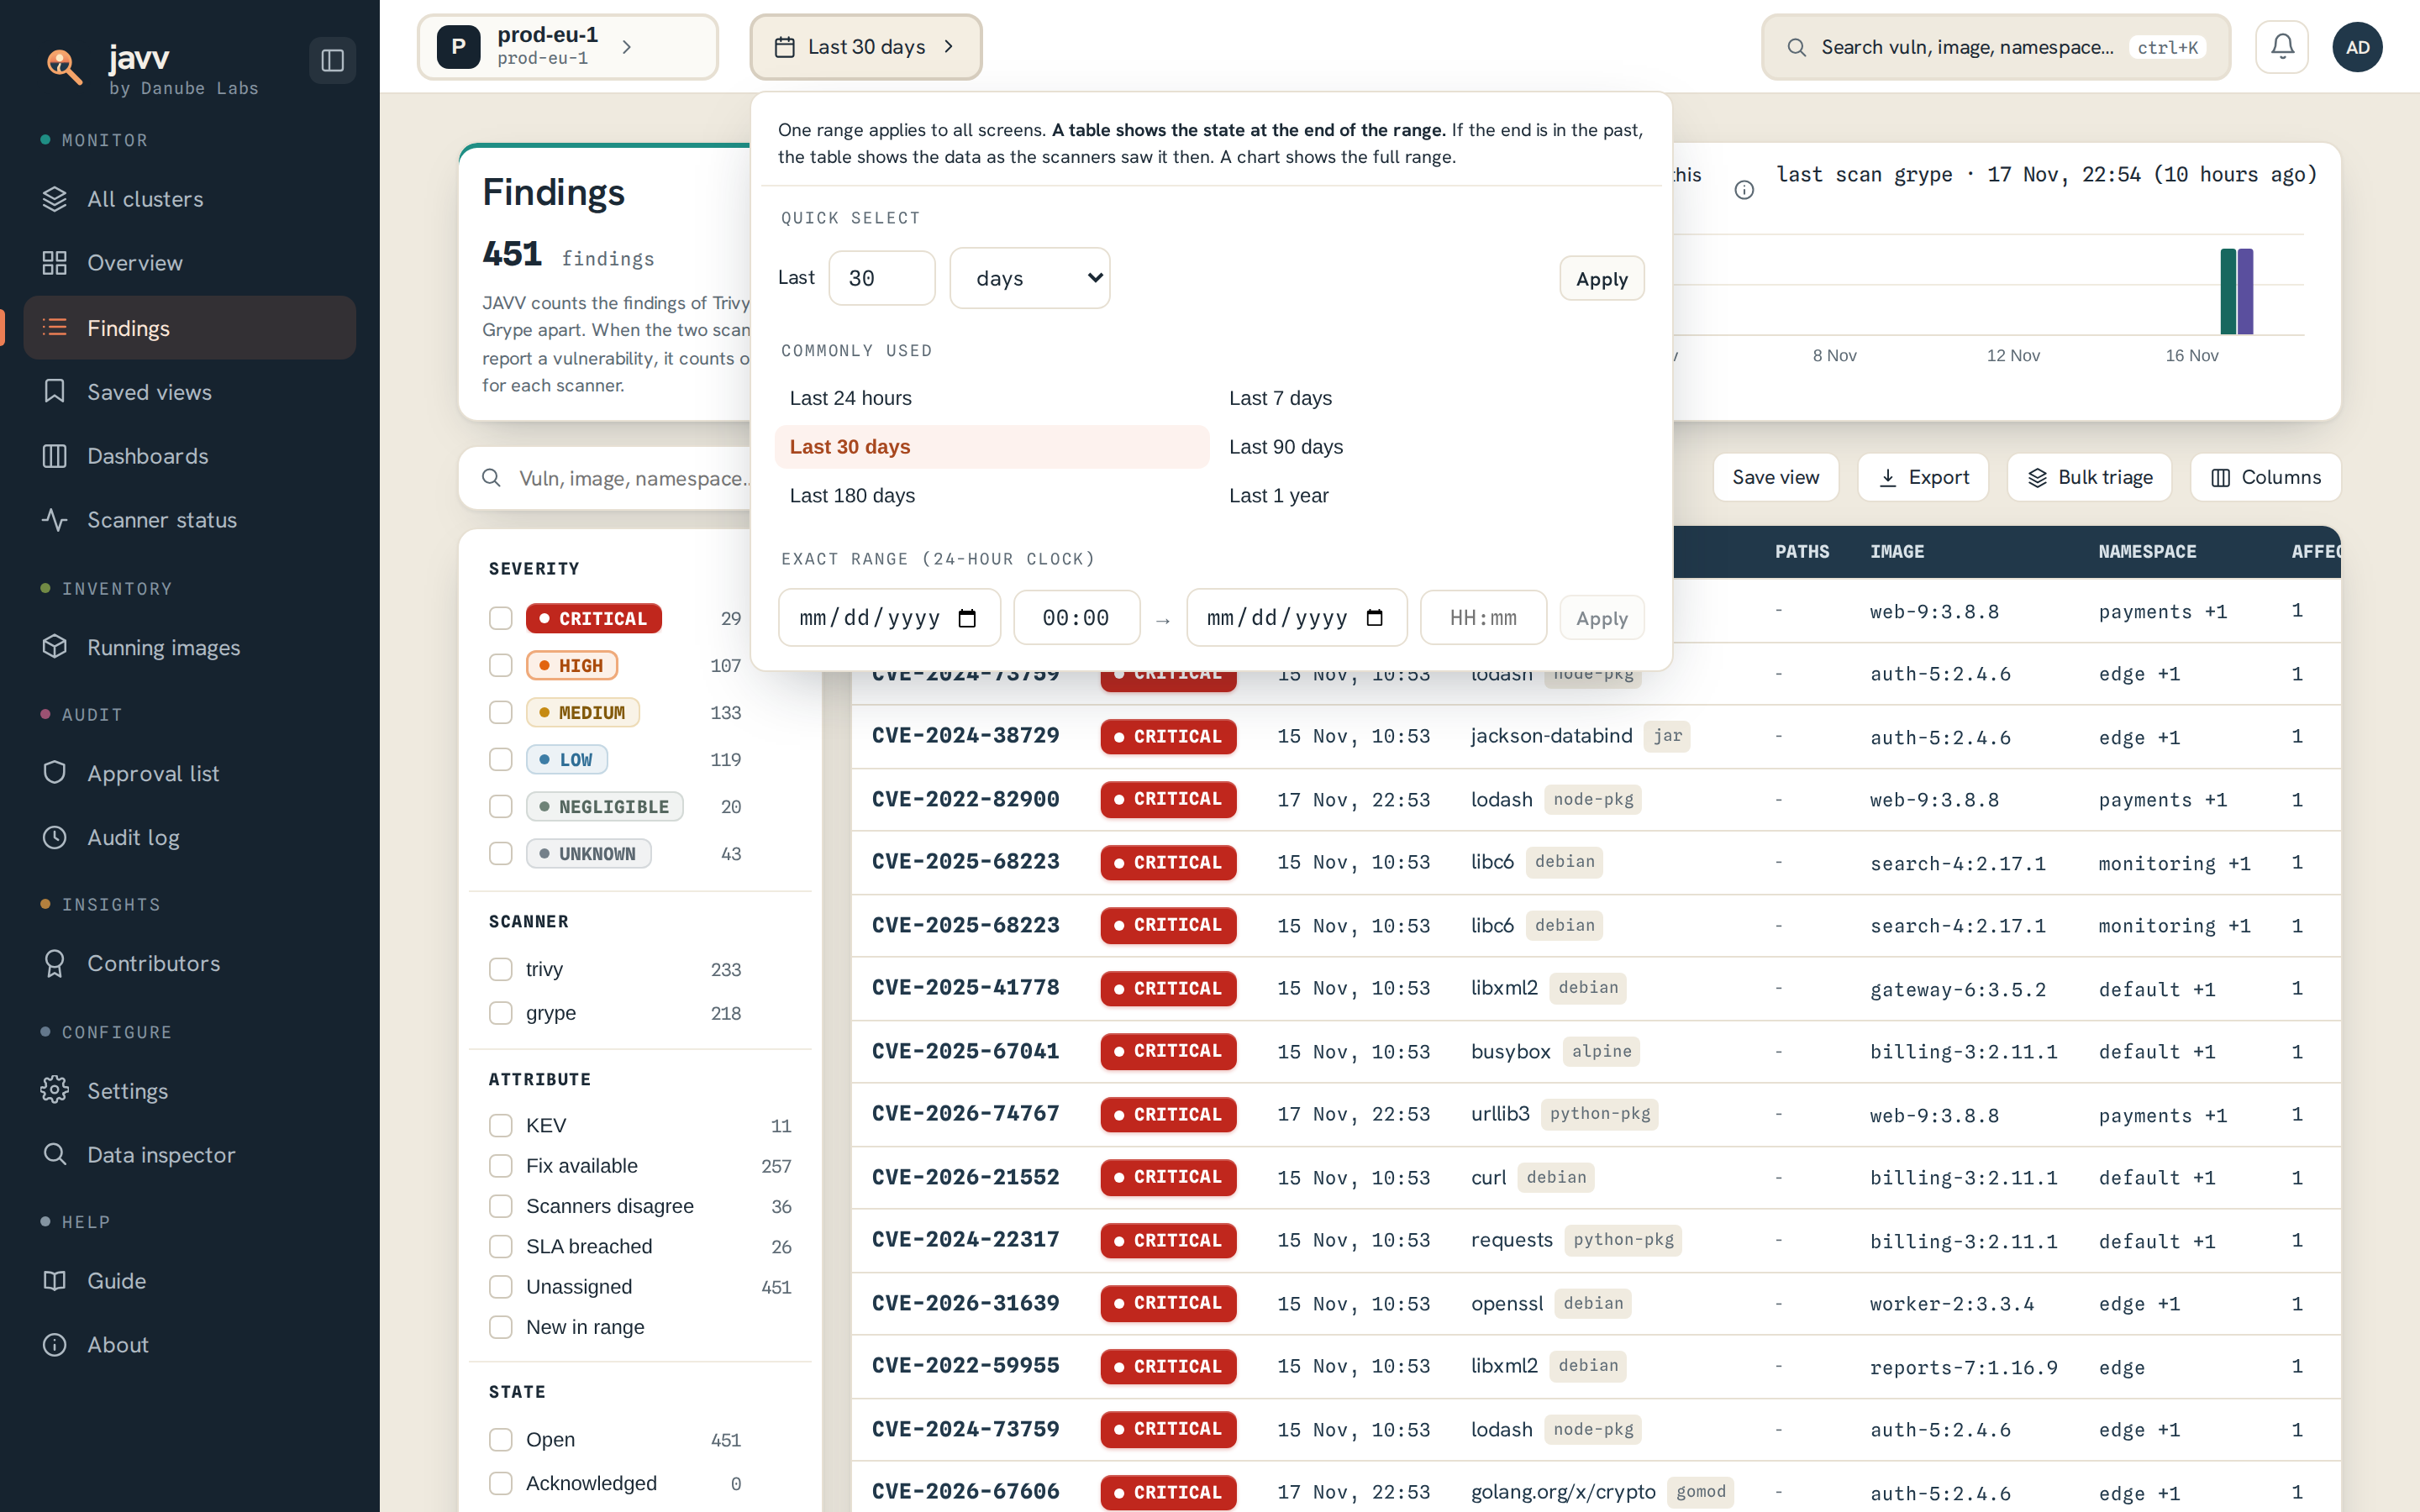 javv
by Danube Labs
MONITOR
All clusters
Overview
Findings
Saved views
Dashboards
Scanner status
INVENTORY
Running images
AUDIT
Approval list
Audit log
INSIGHTS
Contributors
CONFIGURE
Settings
Data inspector
HELP
Guide
About
P prod-eu-1
prod-eu-1
Last 30 days
Search vuln, image, namespace... ctrl+K
AD
Findings
451 findings
JAVV counts the findings of Trivy
Grype apart. When the two scan
report a vulnerability, it counts o
for each scanner.
Vuln, image, namespace..
One range applies to all screens. A table shows the state at the end of the range. If the end is in the past,
the table shows the data as the scanners saw it then. A chart shows the full range.
QUICK SELECT
Last 30 days Apply
COMMONLY USED
Last 24 hours Last 7 days
Last 30 days Last 90 days
Last 180 days Last 1 year
EXACT RANGE (24-HOUR CLOCK)
mm/dd/yyyy 00:00 → mm/dd/yyyy HH:mm Apply
this last scan grype · 17 Nov, 22:54 (10 hours ago)
8 Nov 12 Nov 16 Nov
Save view Export Bulk triage Columns
SEVERITY
CRITICAL 29
HIGH 107
MEDIUM 133
LOW 119
NEGLIGIBLE 20
UNKNOWN 43
SCANNER
trivy 233
grype 218
ATTRIBUTE
KEV 11
Fix available 257
Scanners disagree 36
SLA breached 26
Unassigned 451
New in range
STATE
Open 451
Acknowledged 0
PATHS IMAGE NAMESPACE AFFEC
- web-9:3.8.8 payments +1 1
CVE-2024-73759 CRITICAL 15 Nov, 10:53 lodash node-pkg - auth-5:2.4.6 edge +1 1
CVE-2024-38729 CRITICAL 15 Nov, 10:53 jackson-databind jar - auth-5:2.4.6 edge +1 1
CVE-2022-82900 CRITICAL 17 Nov, 22:53 lodash node-pkg - web-9:3.8.8 payments +1 1
CVE-2025-68223 CRITICAL 15 Nov, 10:53 libc6 debian - search-4:2.17.1 monitoring +1 1
CVE-2025-68223 CRITICAL 15 Nov, 10:53 libc6 debian - search-4:2.17.1 monitoring +1 1
CVE-2025-41778 CRITICAL 15 Nov, 10:53 libxml2 debian - gateway-6:3.5.2 default +1 1
CVE-2025-67041 CRITICAL 15 Nov, 10:53 busybox alpine - billing-3:2.11.1 default +1 1
CVE-2026-74767 CRITICAL 17 Nov, 22:53 urllib3 python-pkg - web-9:3.8.8 payments +1 1
CVE-2026-21552 CRITICAL 15 Nov, 10:53 curl debian - billing-3:2.11.1 default +1 1
CVE-2024-22317 CRITICAL 15 Nov, 10:53 requests python-pkg - billing-3:2.11.1 default +1 1
CVE-2026-31639 CRITICAL 15 Nov, 10:53 openssl debian - worker-2:3.3.4 edge +1 1
CVE-2022-59955 CRITICAL 15 Nov, 10:53 libxml2 debian - reports-7:1.16.9 edge 1
CVE-2024-73759 CRITICAL 15 Nov, 10:53 lodash node-pkg - auth-5:2.4.6 edge +1 1
CVE-2026-67606 CRITICAL 17 Nov, 22:53 golang.org/x/crypto gomod - auth-5:2.4.6 edge +1 1